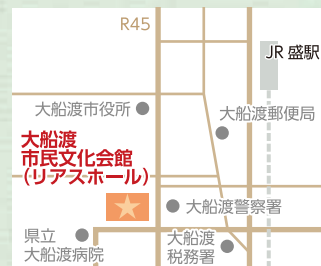 R45
JR 盛駅
大船渡市役所
大船渡郵便局
大船渡
市民文化会館
(リアスホール)
大船渡警察署
県立
大船渡病院
大船渡
税務署